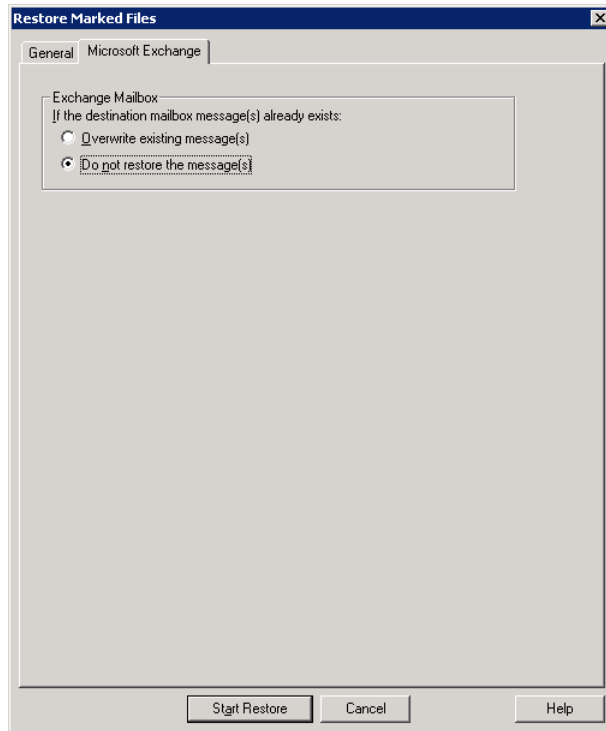 Restore Marked Files
General Microsoft Exchange
Exchange Mailbox
If the destination mailbox message(s) already exists:
Overwrite existing message(s)
Do not restore the message(s)
Start Restore Cancel Help